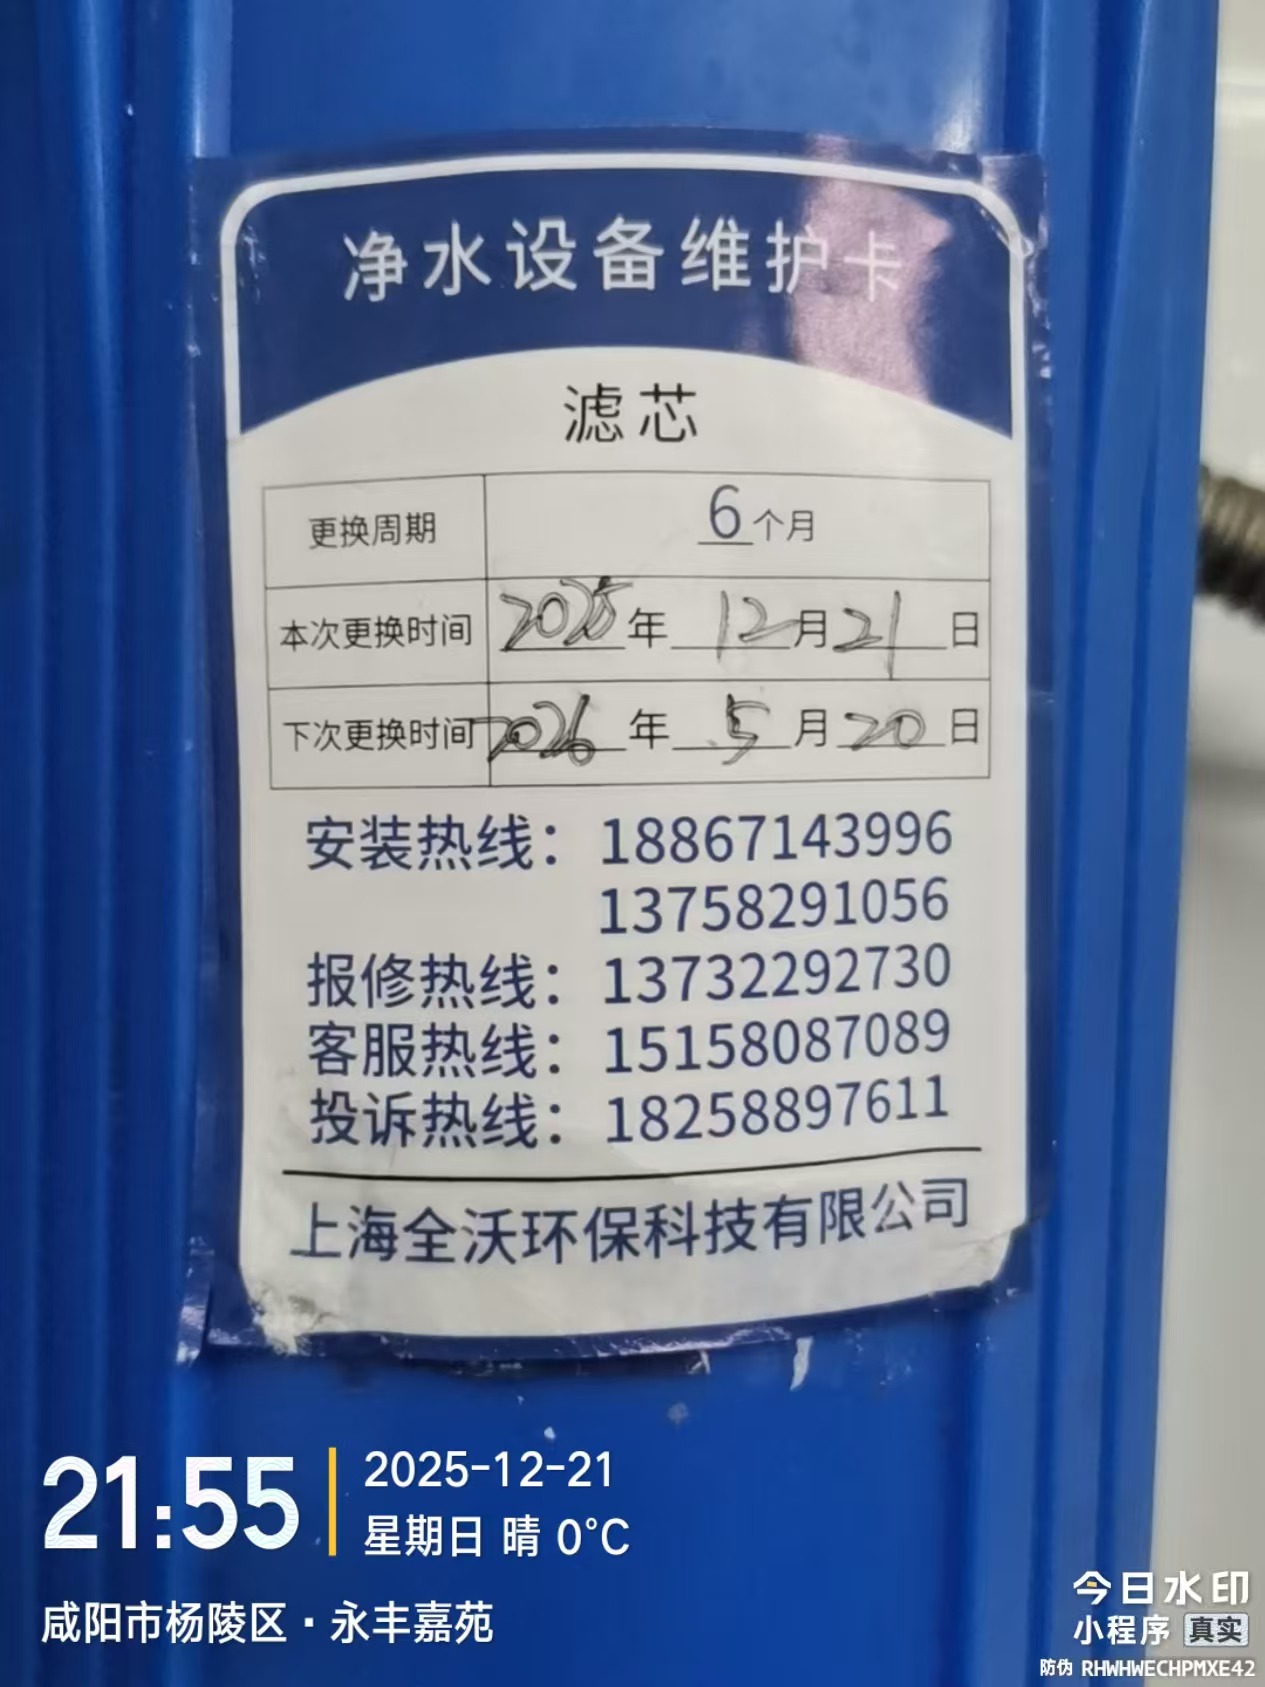 净水设备维护卡
滤芯
更换周期 6个月
本次更换时间 2025年 12月21日
下次更换时间 2026年 5月20日
安装热线：18867143996
13758291056
报修热线：13732292730
客服热线：15158087089
投诉热线：18258897611
上海全沃环保科技有限公司
21:55
2025-12-21
星期日 晴 0°C
咸阳市杨陵区·永丰嘉苑
今日水印
小程序 真实
防伪 RHWHWECHPMXE42